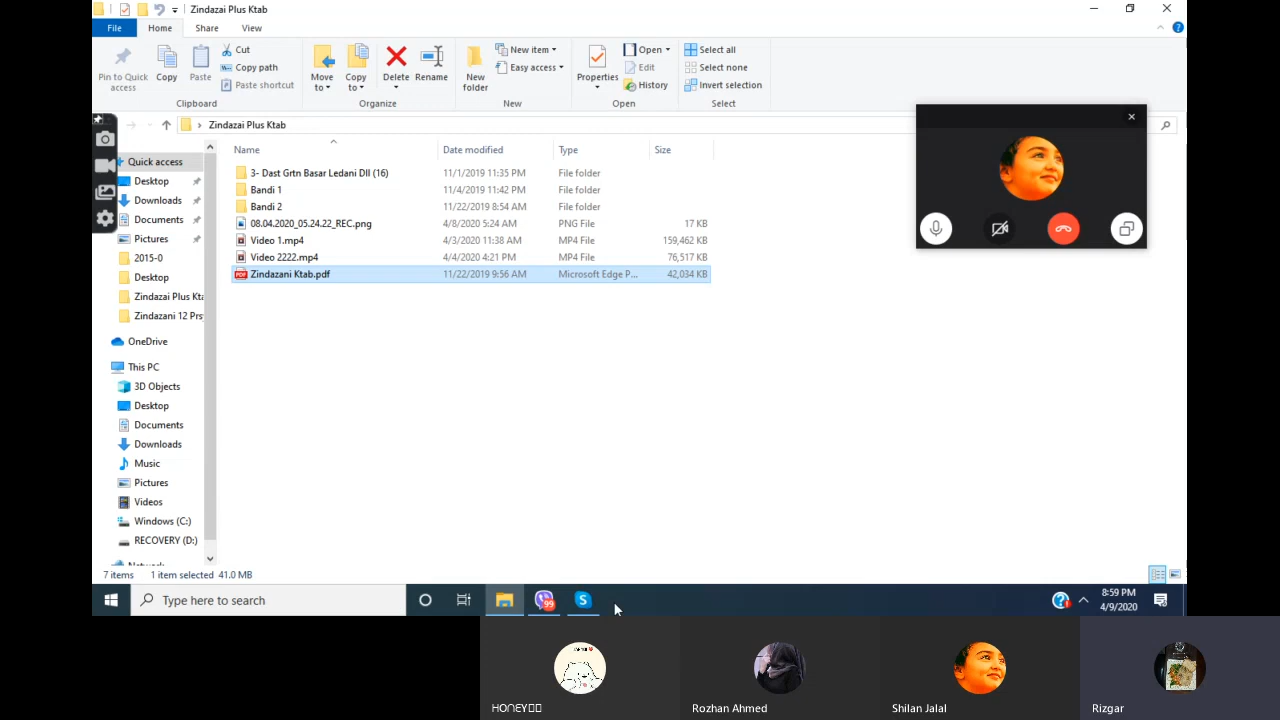 Zindazai Plus Ktab
File Home Share View
Pin to Quick access
Copy
Paste
Cut
Copy path
Paste shortcut
Clipboard
Move to
Copy to
Delete
Rename
Organize
New folder
New item
Easy access
New
Properties
Open
Edit
History
Open
Select all
Select none
Invert selection
Select
Zindazai Plus Ktab
Name Date modified Type Size
3- Dast Grtn Basar Ledani Dll (16) 11/1/2019 11:35 PM File folder
Bandi 1 11/4/2019 11:42 PM File folder
Bandi 2 11/22/2019 8:54 AM File folder
08.04.2020_05.24.22_REC.png 4/8/2020 5:24 AM PNG File 17 KB
Video 1.mp4 4/3/2020 11:38 AM MP4 File 159,462 KB
Video 2222.mp4 4/4/2020 4:21 PM MP4 File 76,517 KB
Zindazani Ktab.pdf 11/22/2019 9:56 AM Microsoft Edge P... 42,034 KB
Quick access
Desktop
Downloads
Documents
Pictures
2015-0
Desktop
Zindazai Plus Kta
Zindazani 12 Prs
OneDrive
This PC
3D Objects
Desktop
Documents
Downloads
Music
Pictures
Videos
Windows (C:)
RECOVERY (D:)
Network
7 items 1 item selected 41.0 MB
Type here to search
99
8:59 PM
4/9/2020
HONEY
Rozhan Ahmed
Shilan Jalal
Rizgar